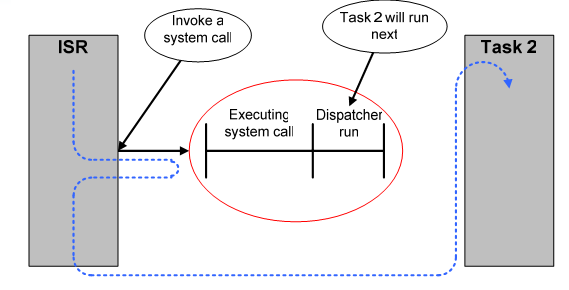 Invoke a
system call
Task 2 will run
next
ISR
Task 2
Executing
system call
Dispatcher
run